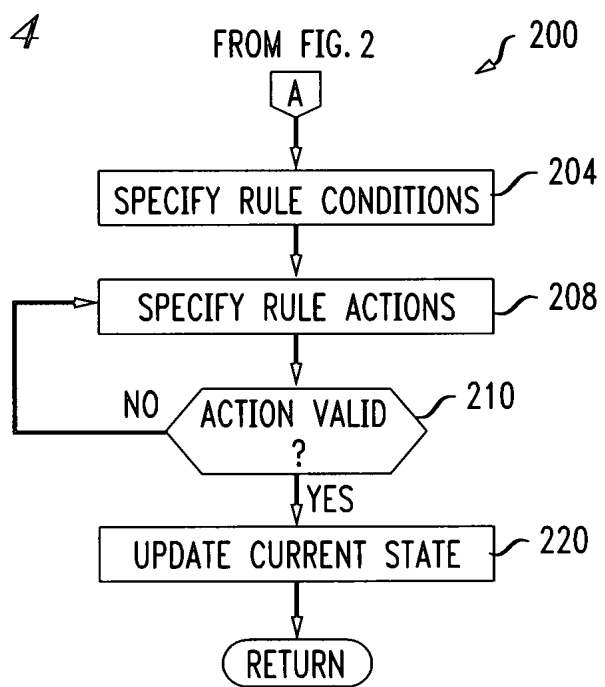 4
FROM FIG. 2
200
A
204
SPECIFY RULE CONDITIONS
208
SPECIFY RULE ACTIONS
NO
ACTION VALID
?
210
YES
UPDATE CURRENT STATE
220
RETURN